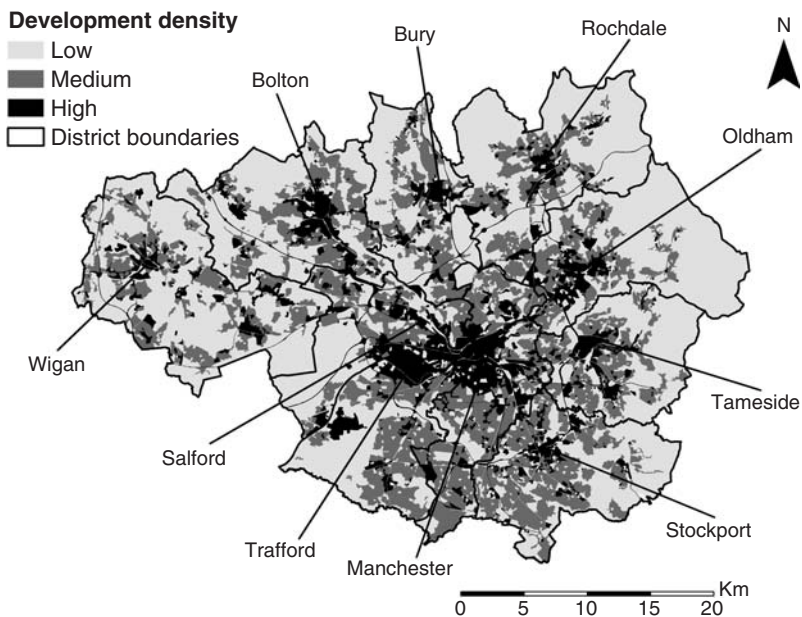 Development density
Low
Medium
High
District boundaries
Bury
Rochdale
N
Bolton
Oldham
Wigan
Tameside
Salford
Stockport
Trafford
Manchester
Km
0 5 10 15 20